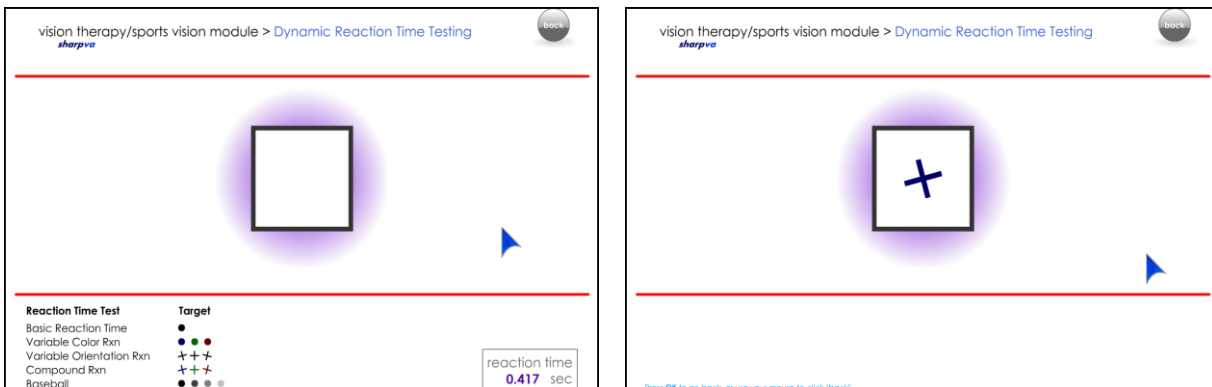 vision therapy/sports vision module > Dynamic Reaction Time Testing
sharpva
back
Reaction Time Test Target
Basic Reaction Time
Variable Color Rxn
Variable Orientation Rxn
Compound Rxn
Baseball
reaction time
0.417 sec
vision therapy/sports vision module > Dynamic Reaction Time Testing
sharpva
back